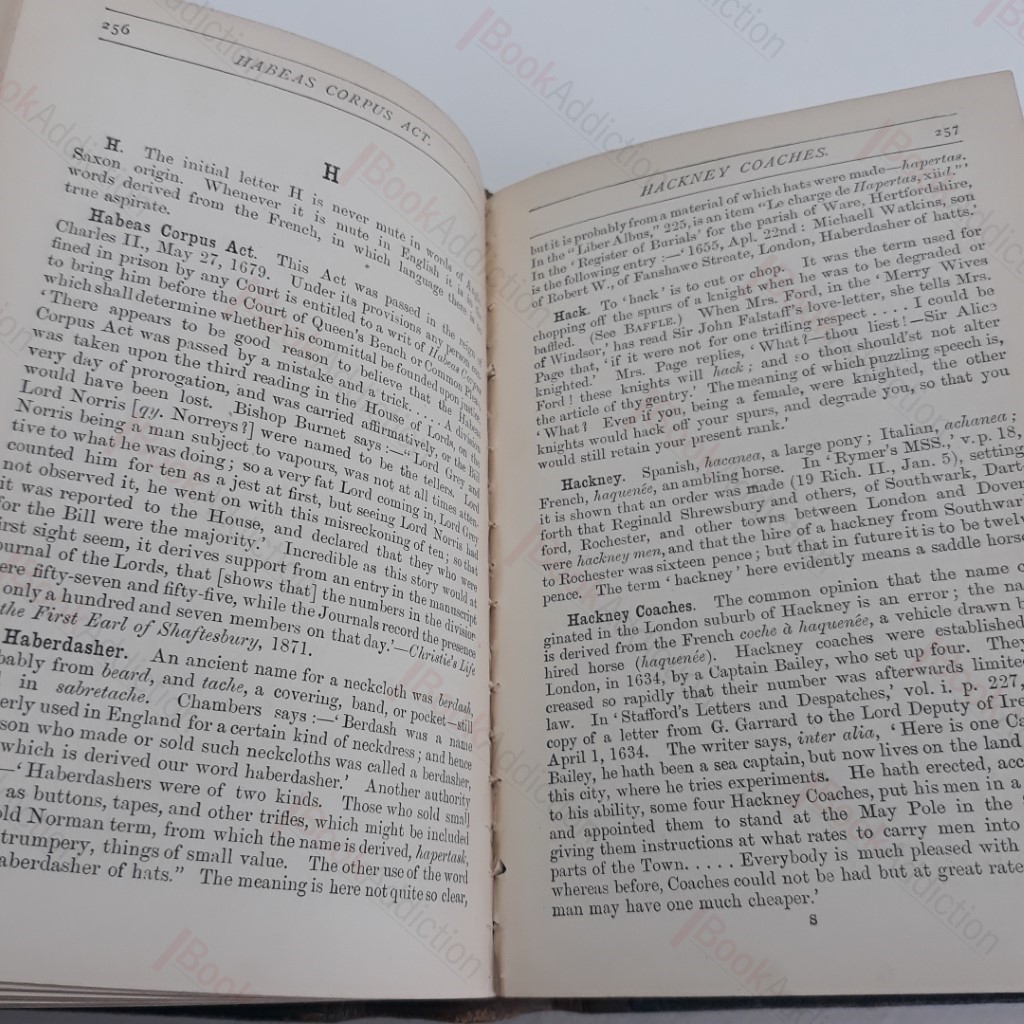 256
HABEAS CORPUS ACT.
H
H. The initial letter H is never mute in words of
Saxon origin. Whenever it is mute in English it is in
words derived from the French, in which language there is no
true aspirate.
Habeas Corpus Act. This Act was passed in the reign of
Charles II., May 27, 1679. Under its provisions any person
fined in prison by any Court is entitled to a writ of Habeas Corpus
to bring him before the Court of Queen's Bench or Common Pleas,
which shall determine whether his committal be founded upon justice.
'There appears to be good reason to believe that the Habeas
Corpus Act was passed by a mistake and a trick. . . . A division
was taken upon the third reading in the House of Lords, on the
very day of prorogation, and was carried affirmatively, or the Bill
would have been lost. Bishop Burnet says:—"Lord Grey and
Lord Norris [qy. Norreys?] were named to be the tellers. Lord
Norris being a man subject to vapours, was not at all times atten-
tive to what he was doing; so a very fat Lord coming in, Lord Grey
counted him for ten as a jest at first, but seeing Lord Norris had
not observed it, he went on with this misreckoning of ten; so that
it was reported to the House, and declared that they who were
for the Bill were the majority.' Incredible as this story would at
first sight seem, it derives support from an entry in the manuscript
ournal of the Lords, that [shows that] the numbers in the division
ere fifty-seven and fifty-five, while the Journals record the presence
only a hundred and seven members on that day.'—Christie's Life
the First Earl of Shaftesbury, 1871.
Haberdasher. An ancient name for a neckcloth was berdash,
bably from beard, and tache, a covering, band, or pocket—still
in sabretache. Chambers says:—'Berdash was a name
erly used in England for a certain kind of neckdress; and hence
son who made or sold such neckcloths was called a berdasher,
which is derived our word haberdasher.' Another authority
—'Haberdashers were of two kinds. Those who sold small
as buttons, tapes, and other trifles, which might be included
old Norman term, from which the name is derived, hapertask,
trumpery, things of small value. The other use of the word
aberdasher of hats." The meaning is here not quite so clear,
HACKNEY COACHES.
257
but it is probably from a material of which hats were made—hapertas.
In the "Liber Albus," 225, is an item "Le charge de Hapertas, xiid."'
In the 'Register of Burials' for the parish of Ware, Hertfordshire,
is the following entry:—'1655, Apl. 22nd: Michaell Watkins, son
of Robert W., of Fanshawe Streate, London, Haberdasher of hatts.'
Hack. To 'hack' is to cut or chop. It was the term used for
chopping off the spurs of a knight when he was to be degraded or
baffled. (See BAFFLE.) When Mrs. Ford, in the 'Merry Wives
of Windsor,' has read Sir John Falstaff's love-letter, she tells Mrs.
Page that, 'if it were not for one trifling respect . . . . I could be
knighted.' Mrs. Page replies, 'What?—thou liest!—Sir Alice
Ford! these knights will hack; and so thou should'st not alter
the article of thy gentry.' The meaning of which puzzling speech is,
'What? Even if you, being a female, were knighted, the other
knights would hack off your spurs, and degrade you, so that you
would still retain your present rank.'
Hackney. Spanish, hacanea, a large pony; Italian, achanea;
French, haquenée, an ambling horse. In 'Rymer's MSS.,' v. p. 18,
it is shown that an order was made (19 Rich. II., Jan. 5), setting
forth that Reginald Shrewsbury and others, of Southwark, Dart
ford, Rochester, and other towns between London and Dover
were hackney men, and that the hire of a hackney from Southwar
to Rochester was sixteen pence; but that in future it is to be twel
pence. The term 'hackney' here evidently means a saddle horse
Hackney Coaches. The common opinion that the name o
ginated in the London suburb of Hackney is an error; the na
is derived from the French coche à haquenée, a vehicle drawn b
hired horse (haquenée). Hackney coaches were established
London, in 1634, by a Captain Bailey, who set up four. They
creased so rapidly that their number was afterwards limited
law. In 'Stafford's Letters and Despatches,' vol. i. p. 227,
copy of a letter from G. Garrard to the Lord Deputy of Ire
April 1, 1634. The writer says, inter alia, 'Here is one Ca
Bailey, he hath been a sea captain, but now lives on the land
this city, where he tries experiments. He hath erected, acc
to his ability, some four Hackney Coaches, put his men in a
and appointed them to stand at the May Pole in the
giving them instructions at what rates to carry men into
parts of the Town. . . . . Everybody is much pleased with
whereas before, Coaches could not be had but at great rate
man may have one much cheaper.'
S